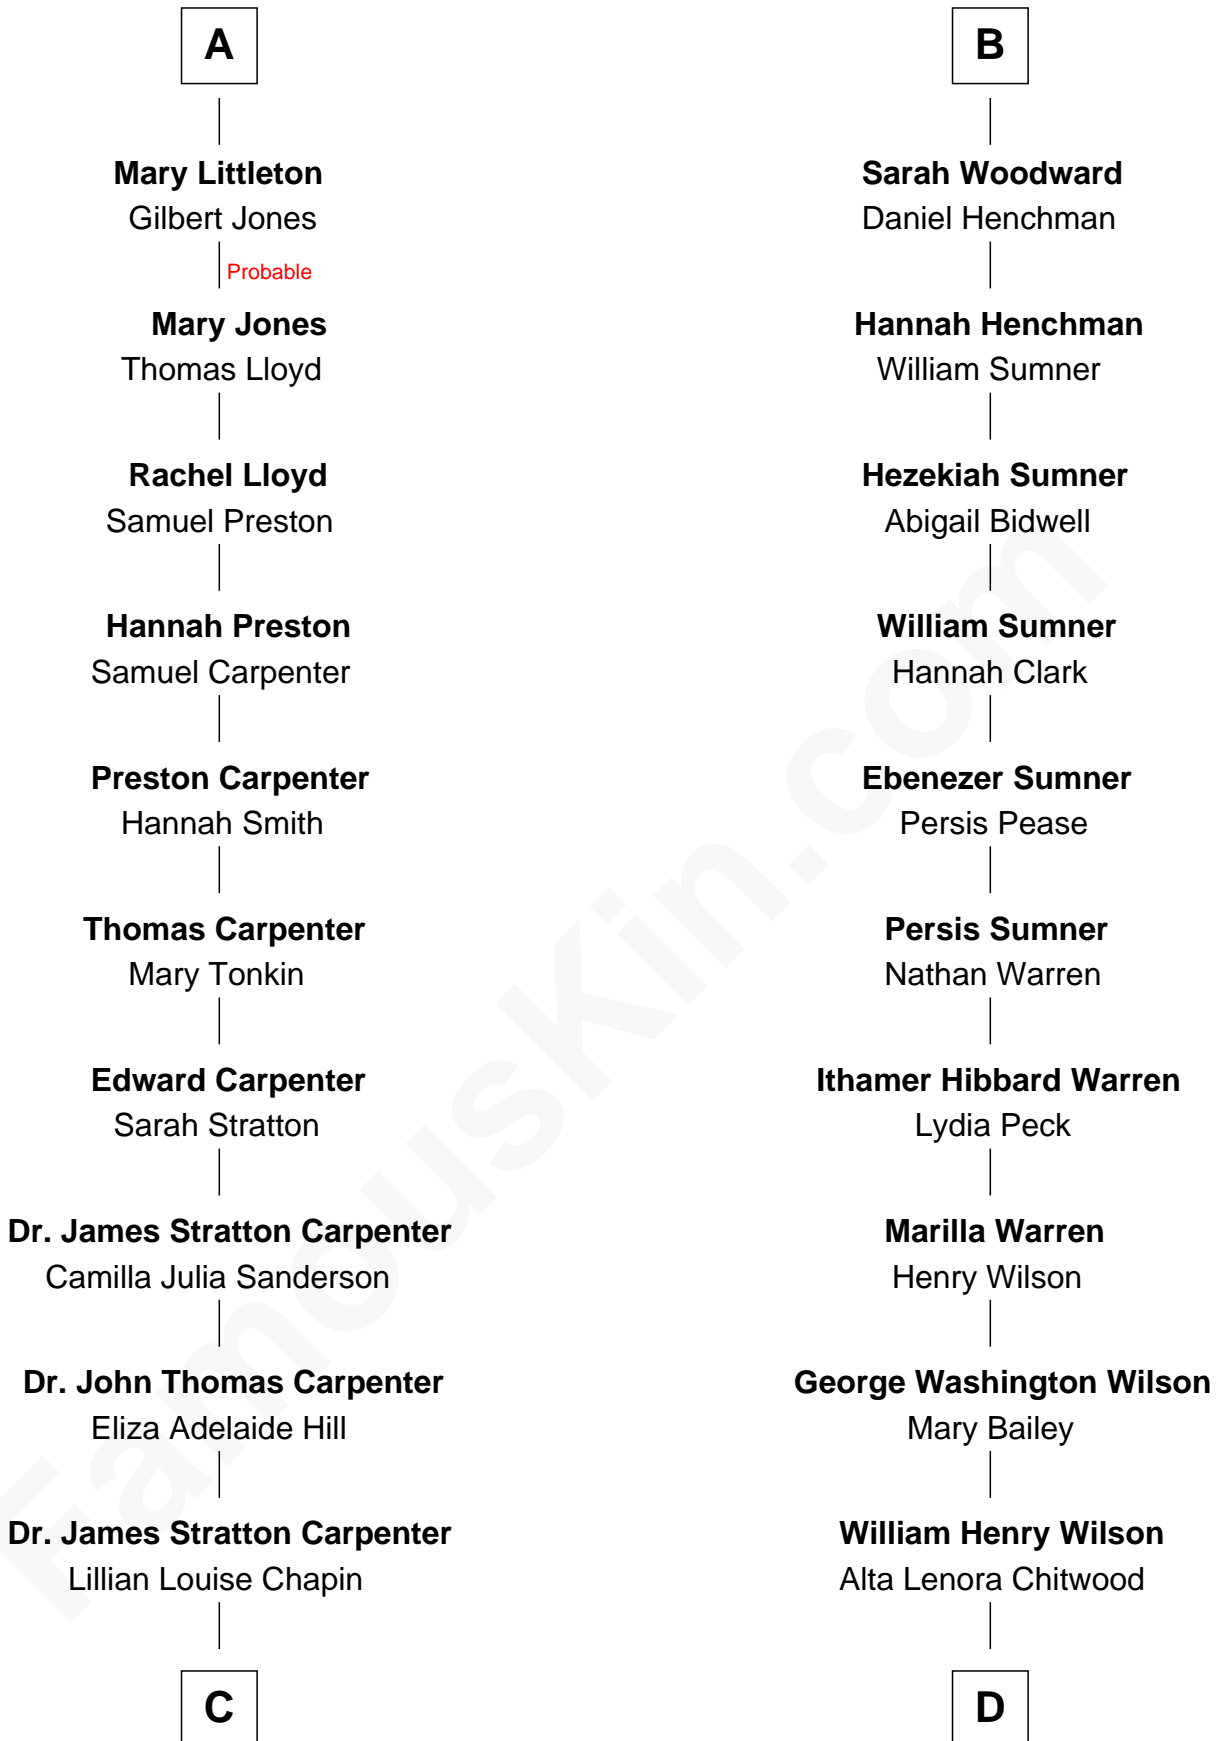 A
Mary Littleton
Gilbert Jones
Probable
Mary Jones
Thomas Lloyd
Rachel Lloyd
Samuel Preston
Hannah Preston
Samuel Carpenter
Preston Carpenter
Hannah Smith
Thomas Carpenter
Mary Tonkin
Edward Carpenter
Sarah Stratton
Dr. James Stratton Carpenter
Camilla Julia Sanderson
Dr. John Thomas Carpenter
Eliza Adelaide Hill
Dr. James Stratton Carpenter
Lillian Louise Chapin
C
B
Sarah Woodward
Daniel Henchman
Hannah Henchman
William Sumner
Hezekiah Sumner
Abigail Bidwell
William Sumner
Hannah Clark
Ebenezer Sumner
Persis Pease
Persis Sumner
Nathan Warren
Ithamer Hibbard Warren
Lydia Peck
Marilla Warren
Henry Wilson
George Washington Wilson
Mary Bailey
William Henry Wilson
Alta Lenora Chitwood
D
FamousKin.com